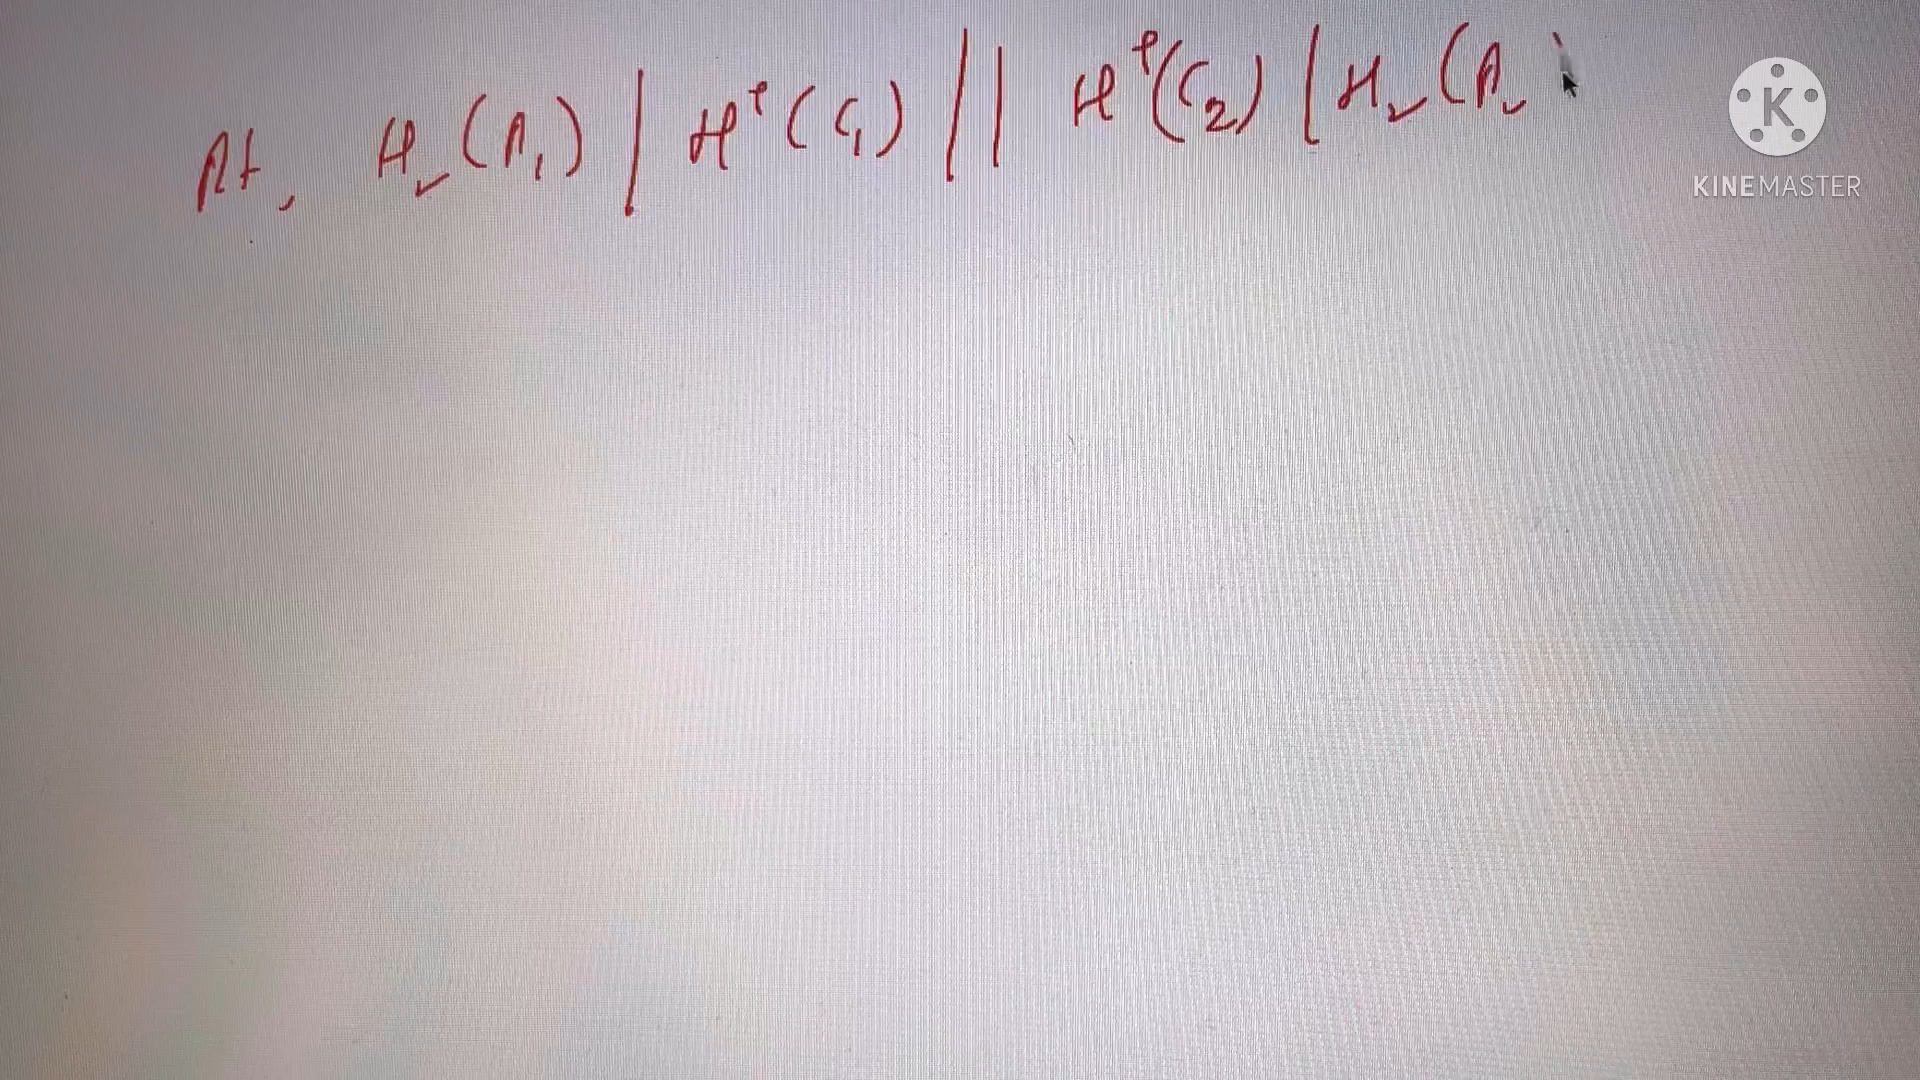 Pt, H₂(P₁) | H⁺(C₁) || H⁺(C₂) | H₂(P₂)
K
KINEMASTER